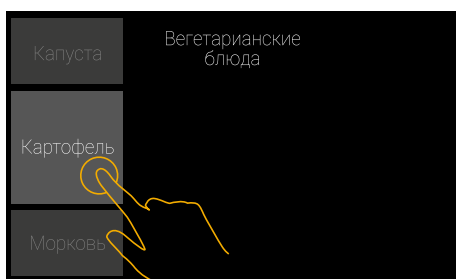 Капуста
Вегетарианские
блюда
Картофель
Морковь